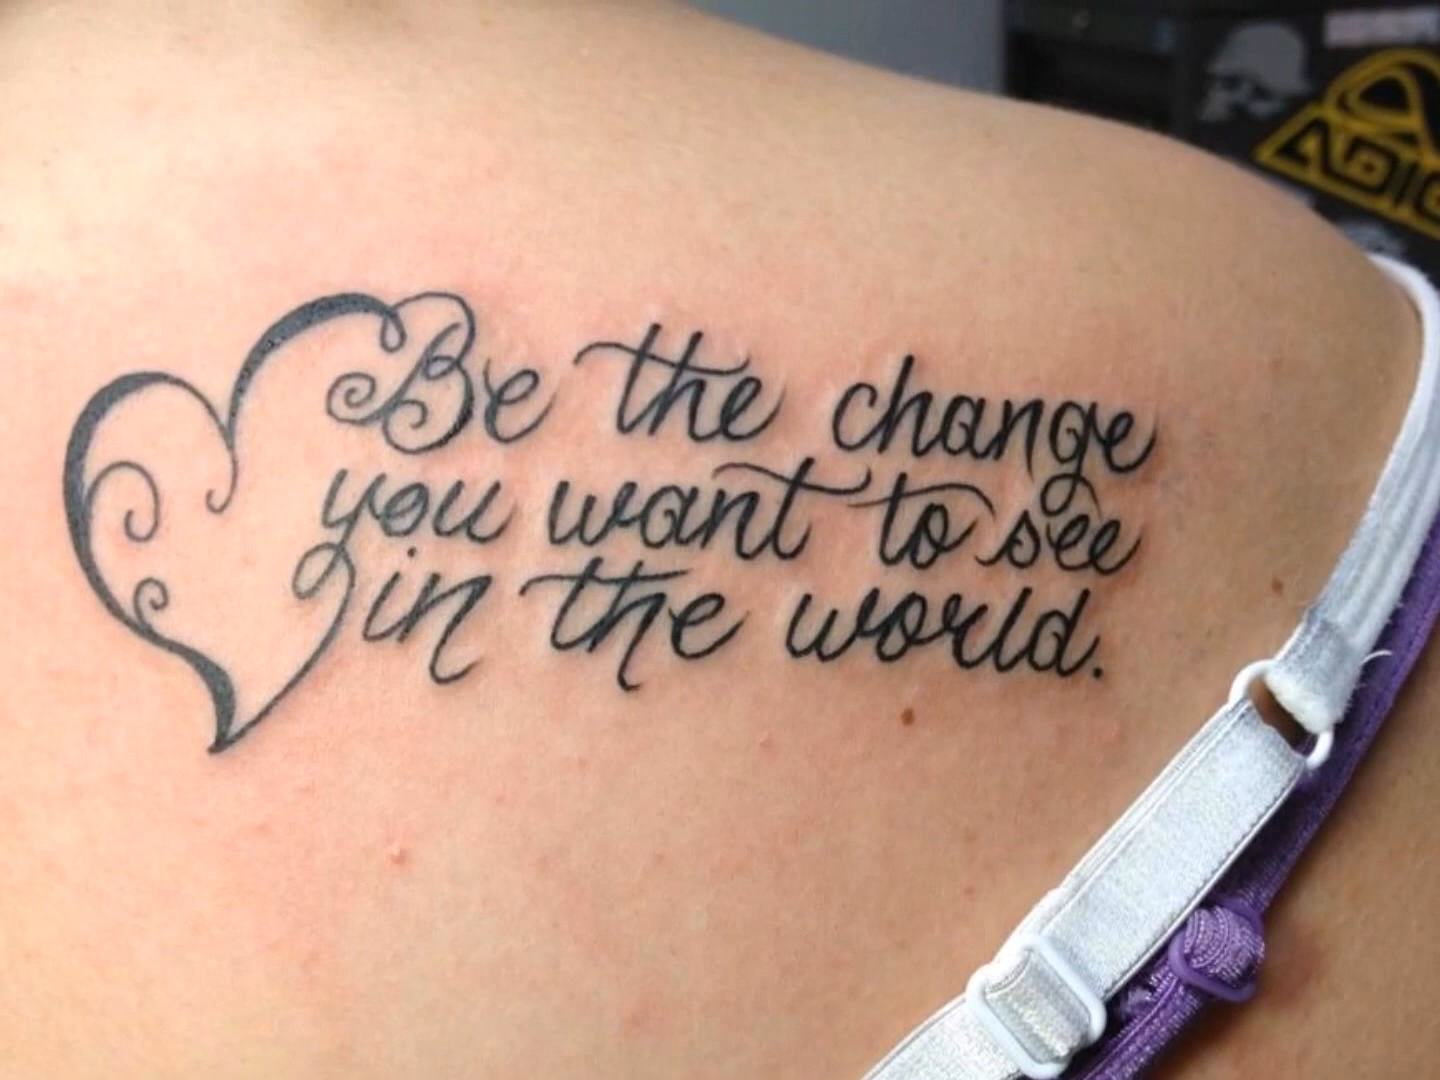 Be the change
you want to see
in the world.